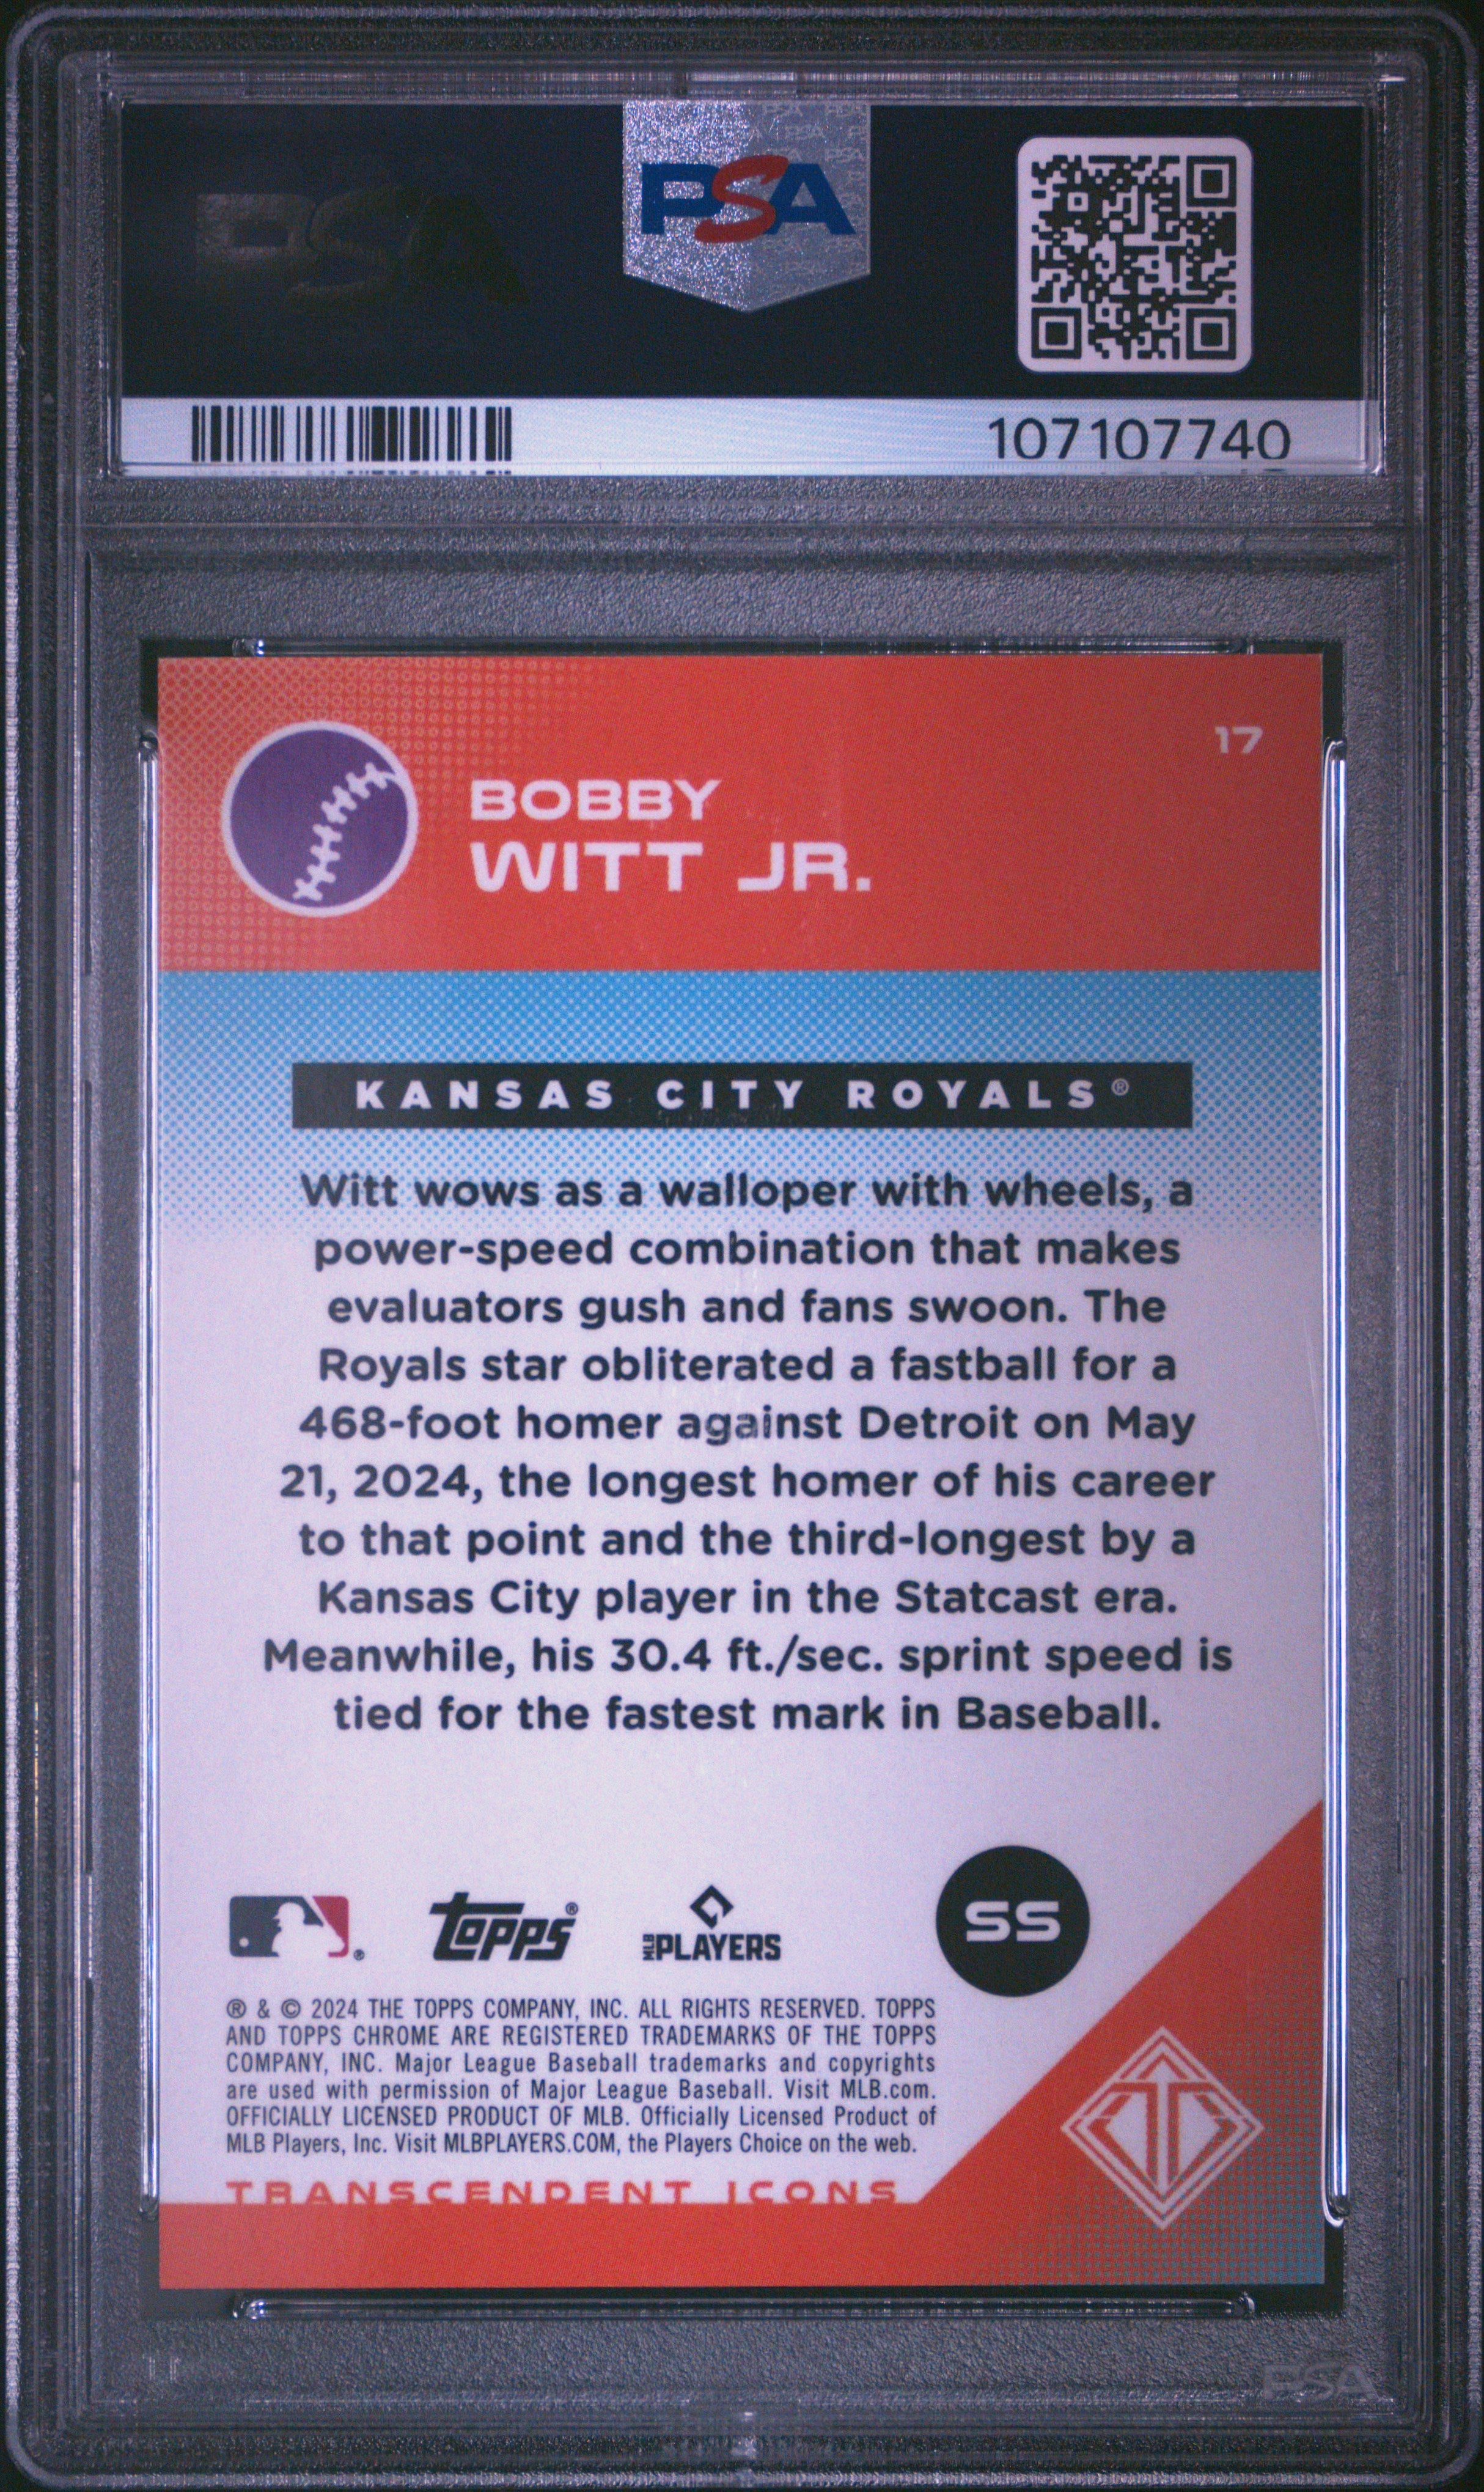 PSA
PSA
107107740
17
BOBBY
WITT JR.
KANSAS CITY ROYALS®
Witt wows as a walloper with wheels, a
power-speed combination that makes
evaluators gush and fans swoon. The
Royals star obliterated a fastball for a
468-foot homer against Detroit on May
21, 2024, the longest homer of his career
to that point and the third-longest by a
Kansas City player in the Statcast era.
Meanwhile, his 30.4 ft./sec. sprint speed is
tied for the fastest mark in Baseball.
SS
® topps® MLB PLAYERS
® & © 2024 THE TOPPS COMPANY, INC. ALL RIGHTS RESERVED. TOPPS
AND TOPPS CHROME ARE REGISTERED TRADEMARKS OF THE TOPPS
COMPANY, INC. Major League Baseball trademarks and copyrights
are used with permission of Major League Baseball. Visit MLB.com.
OFFICIALLY LICENSED PRODUCT OF MLB. Officially Licensed Product of
MLB Players, Inc. Visit MLBPLAYERS.COM, the Players Choice on the web.
TRANSCENDENT ICONS
PSA